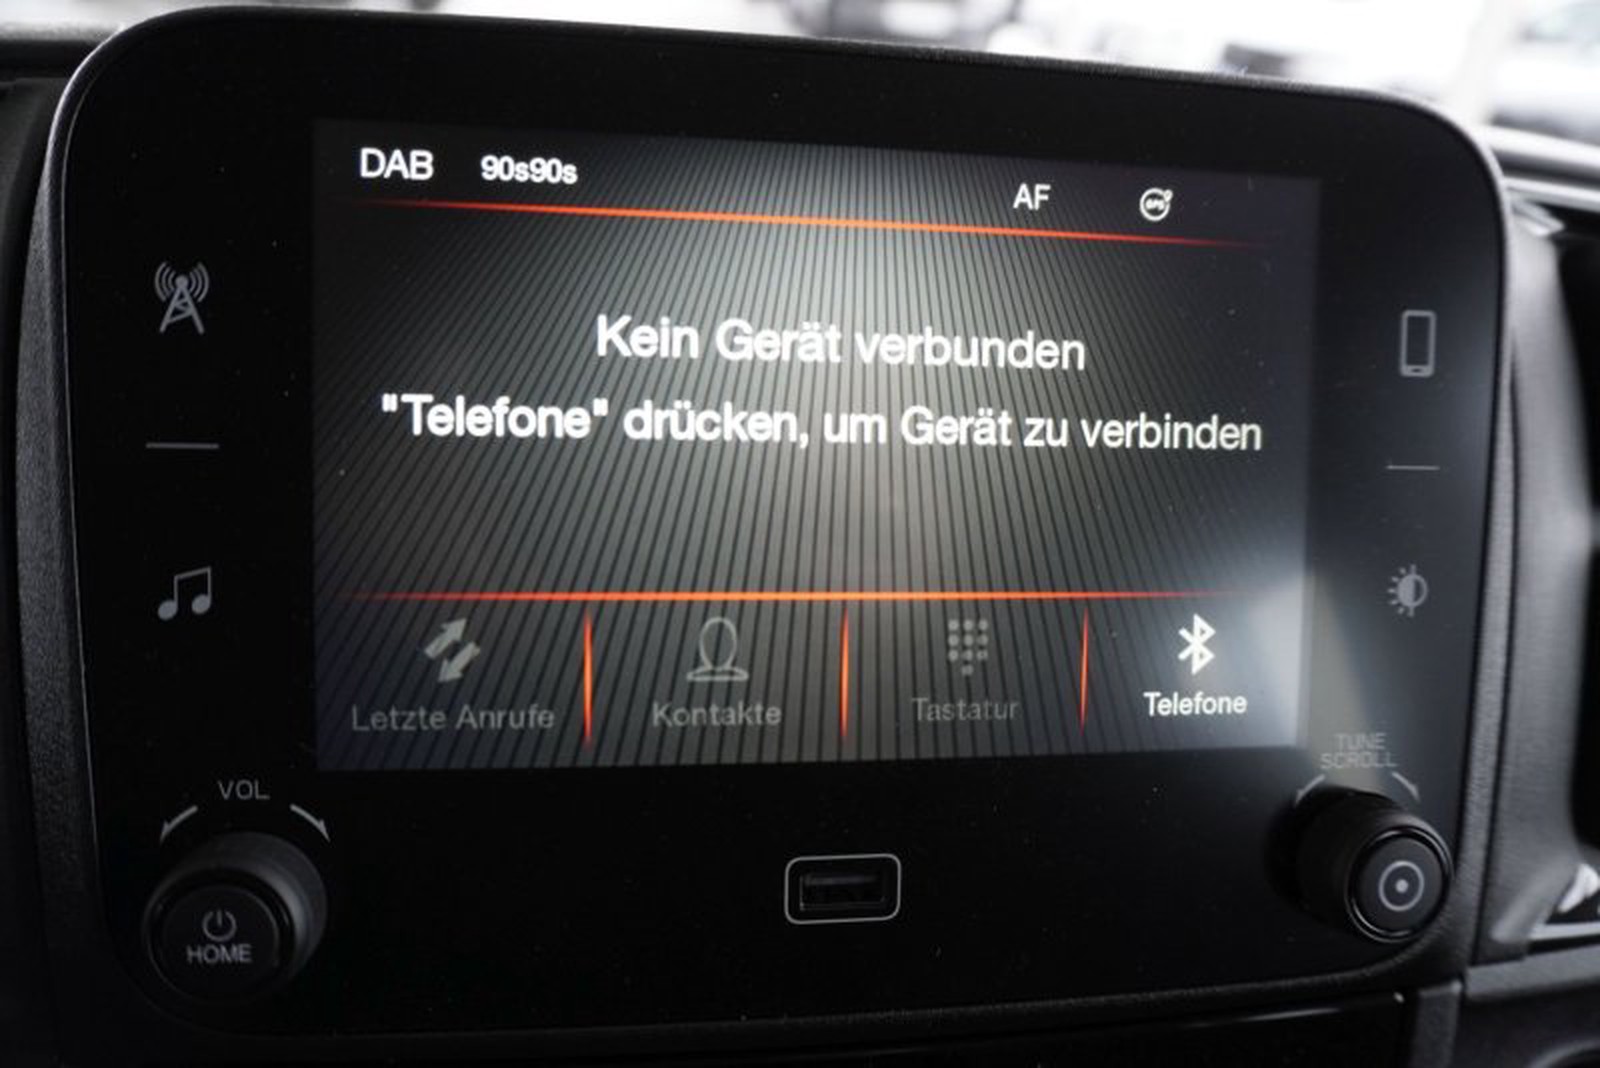 DAB 90s90s AF GPS
Kein Gerät verbunden
"Telefone" drücken, um Gerät zu verbinden
Letzte Anrufe Kontakte Tastatur Telefone
VOL
TUNE
SCROLL
HOME